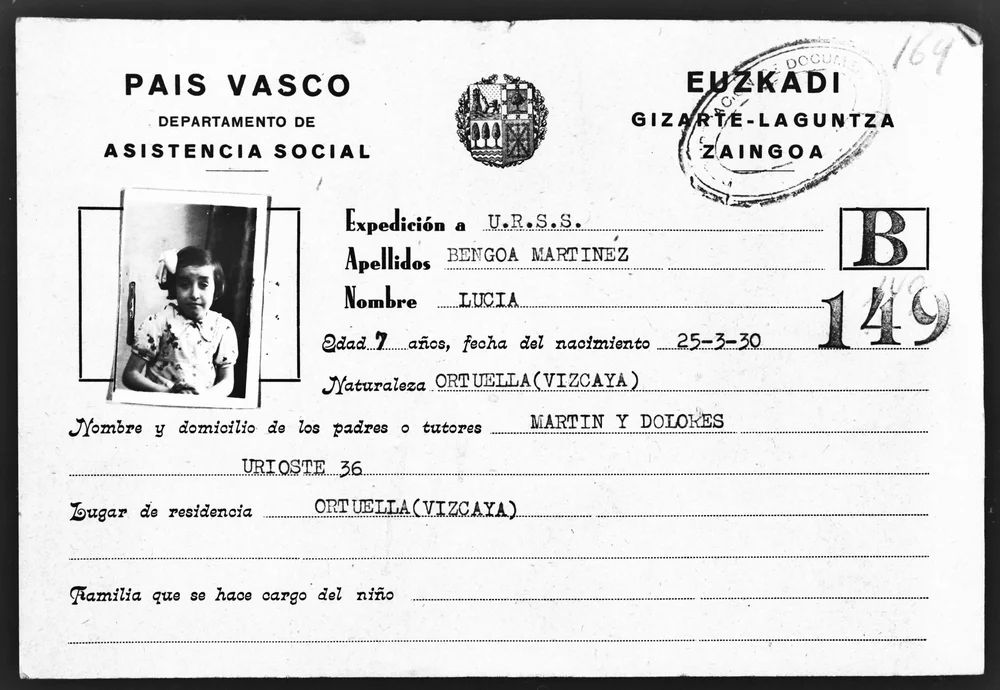 164
PAIS VASCO
DEPARTAMENTO DE
ASISTENCIA SOCIAL
EUZKADI
GIZARTE-LAGUNTZA
ZAINGOA
Expedición a U.R.S.S.
B
Apellidos BENGOA MARTINEZ
Nombre LUCIA
149
Edad 7 años, fecha del nacimiento 25-3-30
Naturaleza ORTUELLA(VIZCAYA)
Nombre y domicilio de los padres o tutores MARTIN Y DOLORES
URIOSTE 36
Lugar de residencia ORTUELLA(VIZCAYA)
Familia que se hace cargo del niño